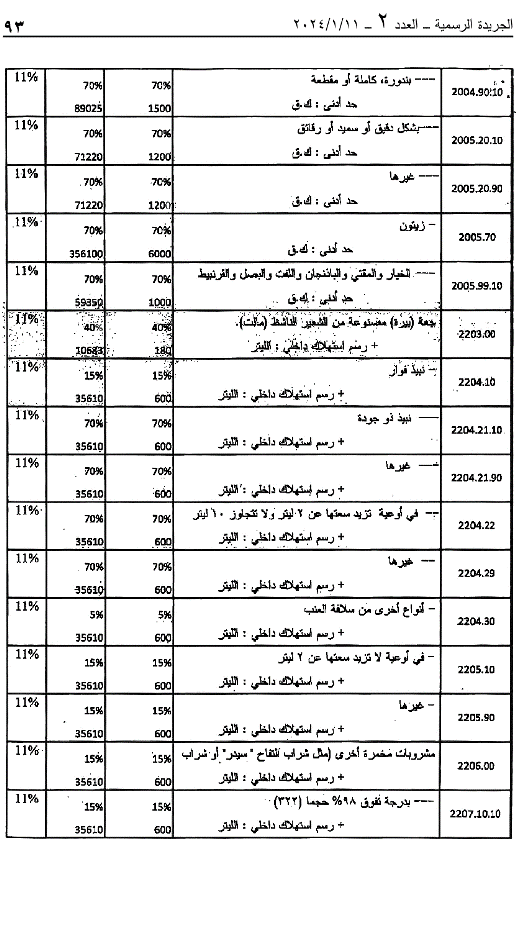 الجريدة الرسمية – العدد ٢ – ٢٠٢٤/١/١١ ٩٣
2004.90.10 --- بندورة، كاملة أو مقطعة 70% 70% 11%
حد أدنى : ك.ق 1500 89025
2005.20.10 ---بشكل دقيق أو سميد أو رقائق 70% 70% 11%
حد أدنى : ك.ق 1200 71220
2005.20.90 --- غيرها 70% 70% 11%
حد أدنى : ك.ق 1200 71220
2005.70 - زيتون 70% 70% 11%
حد أدنى : ك.ق 6000 356100
2005.99.10 --- الخيار والمقتي والباذنجان واللفت والبصل والقرنبيط 70% 70% 11%
حد أدنى : ك.ق 1000 59350
2203.00 جعة (بيرة) مصنوعة من الشعير الناشط (مالت). 40% 40% 11%
+ رسم إستهلاك داخلي : الليتر 180 10683
2204.10 - نبيذ فوار 15% 15% 11%
+ رسم استهلاك داخلي : الليتر 600 35610
2204.21.10 --- نبيذ ذو جودة 70% 70% 11%
+ رسم استهلاك داخلي : الليتر 600 35610
2204.21.90 --- غيرها 70% 70% 11%
+ رسم إستهلاك داخلي : الليتر 600 35610
2204.22 -- في أوعية تزيد سعتها عن ٢ ليتر ولا تتجاوز ١٠ ليتر 70% 70% 11%
+ رسم استهلاك داخلي : الليتر 600 35610
2204.29 -- غيرها 70% 70% 11%
+ رسم استهلاك داخلي : الليتر 600 35610
2204.30 - أنواع أخرى من سلافة العنب 5% 5% 11%
+ رسم استهلاك داخلي : الليتر 600 35610
2205.10 - في أوعية لا تزيد سعتها عن ٢ ليتر 15% 15% 11%
+ رسم استهلاك داخلي : الليتر 600 35610
2205.90 - غيرها 15% 15% 11%
+ رسم استهلاك داخلي : الليتر 600 35610
2206.00 مشروبات مخمرة أخرى (مثل شراب التفاح "سيدر" أو شراب 15% 15% 11%
+ رسم استهلاك داخلي : الليتر 600 35610
2207.10.10 --- بدرجة تفوق ٩٨% حجما (٣٢٢) 15% 15% 11%
+ رسم استهلاك داخلي : الليتر 600 35610